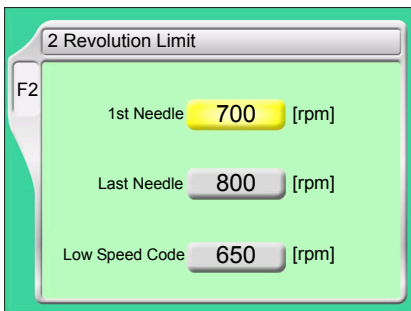 2 Revolution Limit
F2
1st Needle 700 [rpm]
Last Needle 800 [rpm]
Low Speed Code 650 [rpm]